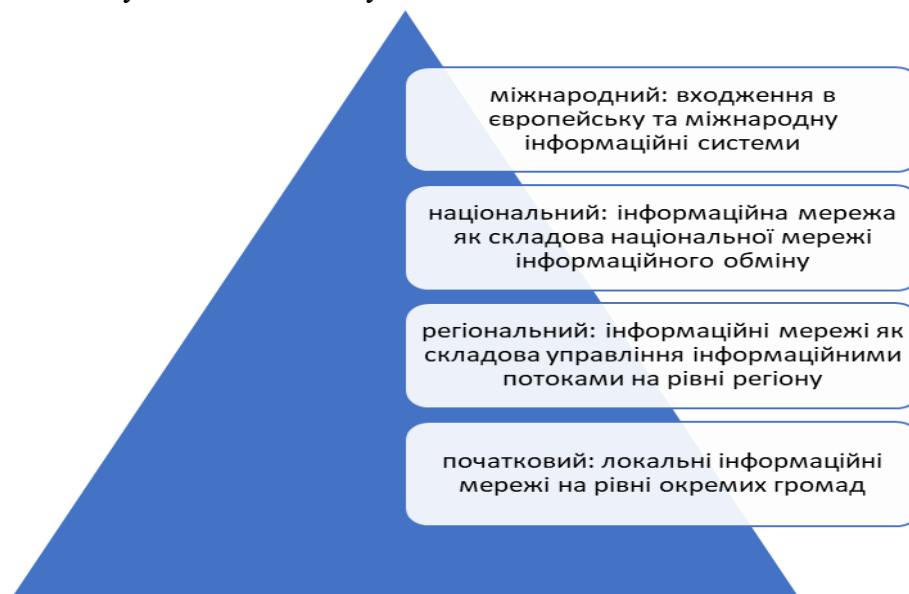 міжнародний: входження в
європейську та міжнародну
інформаційні системи
національний: інформаційна мережа
як складова національної мережі
інформаційного обміну
регіональний: інформаційні мережі як
складова управління інформаційними
потоками на рівні регіону
початковий: локальні інформаційні
мережі на рівні окремих громад